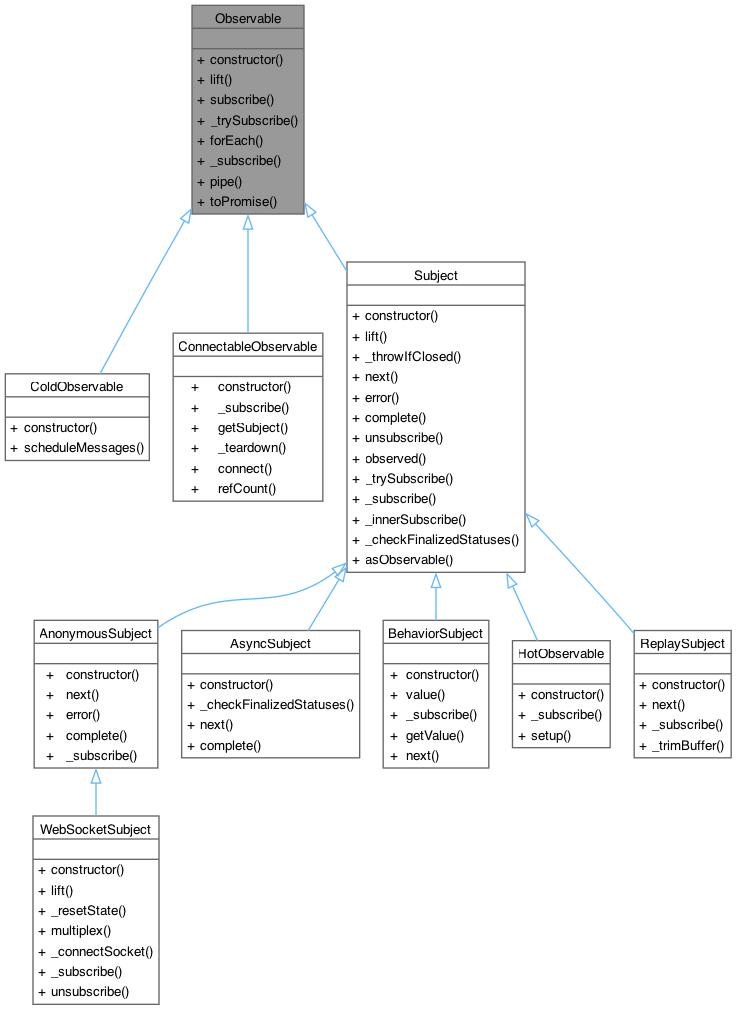 Observable
+ constructor()
+ lift()
+ subscribe()
+ _trySubscribe()
+ forEach()
+ _subscribe()
+ pipe()
+ toPromise()
Subject
+ constructor()
+ lift()
+ _throwIfClosed()
+ next()
+ error()
+ complete()
+ unsubscribe()
+ observed()
+ _trySubscribe()
+ _subscribe()
+ _innerSubscribe()
+ _checkFinalizedStatuses()
+ asObservable()
ConnectableObservable
+ constructor()
+ _subscribe()
+ getSubject()
+ _teardown()
+ connect()
+ refCount()
ColdObservable
+ constructor()
+ scheduleMessages()
AnonymousSubject
+ constructor()
+ next()
+ error()
+ complete()
+ _subscribe()
AsyncSubject
+ constructor()
+ _checkFinalizedStatuses()
+ next()
+ complete()
BehaviorSubject
+ constructor()
+ value()
+ _subscribe()
+ getValue()
+ next()
HotObservable
+ constructor()
+ _subscribe()
+ setup()
ReplaySubject
+ constructor()
+ next()
+ _subscribe()
+ _trimBuffer()
WebSocketSubject
+ constructor()
+ lift()
+ _resetState()
+ multiplex()
+ _connectSocket()
+ _subscribe()
+ unsubscribe()